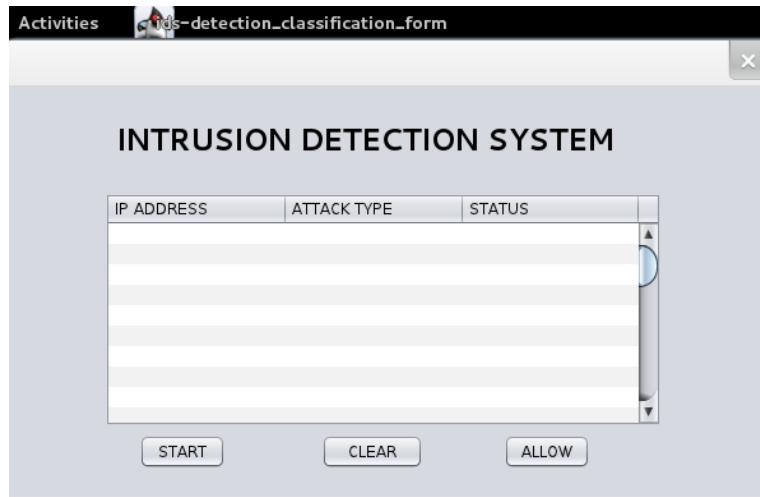 Activities ids-detection_classification_form
INTRUSION DETECTION SYSTEM
IP ADDRESS ATTACK TYPE STATUS
START CLEAR ALLOW